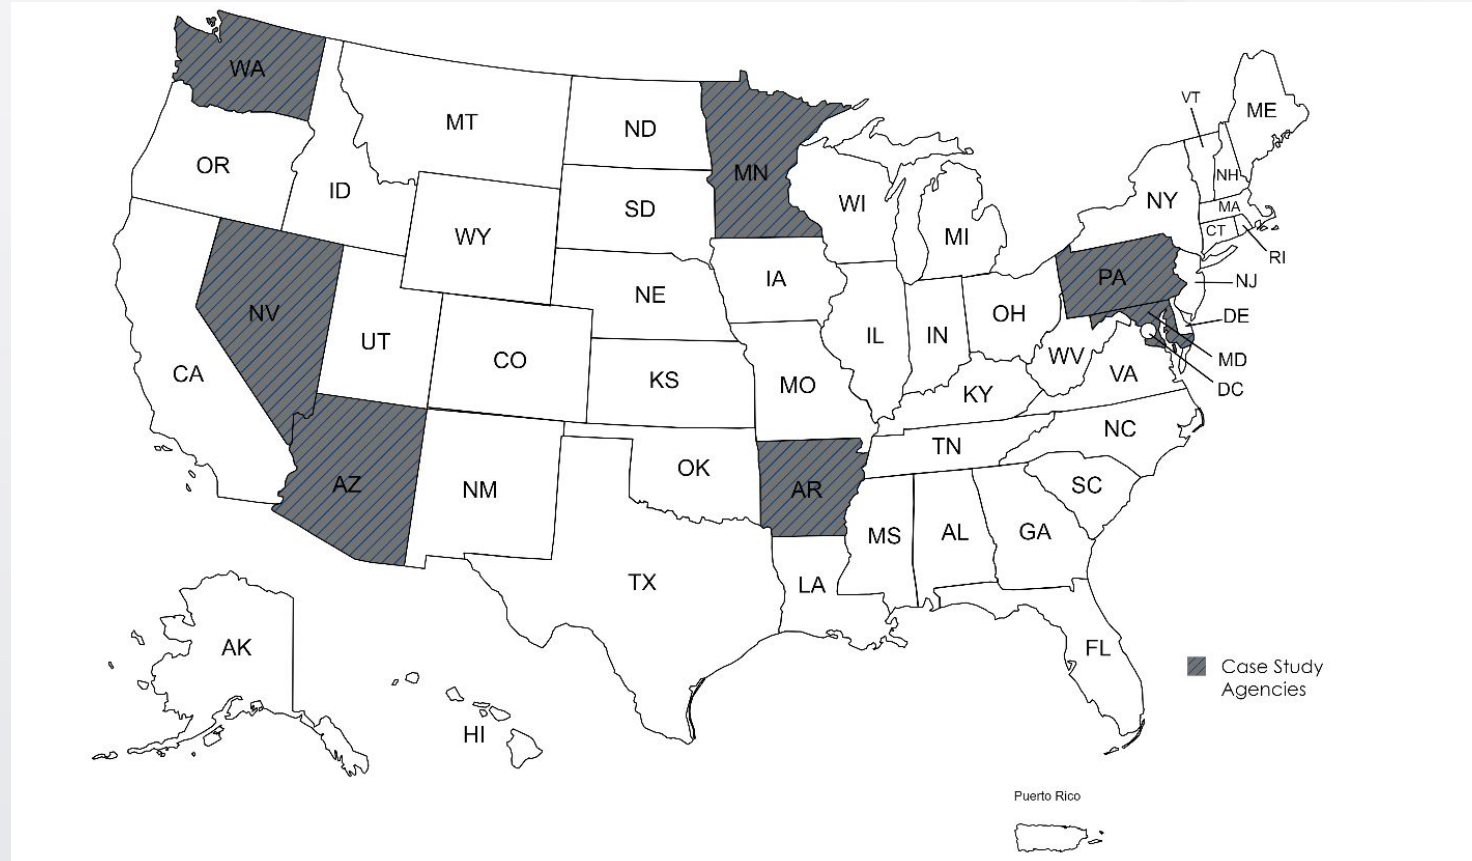 WA
MT
ND
MN
OR
ID
SD
WY
WI
MI
VT
ME
NH
NY
MA
CT
RI
NV
UT
CO
NE
IA
IL
IN
OH
PA
NJ
DE
MD
DC
WV
VA
CA
KS
MO
KY
NC
TN
AZ
NM
OK
AR
SC
MS
AL
GA
TX
LA
AK
FL
HI
Case Study
Agencies
Puerto Rico